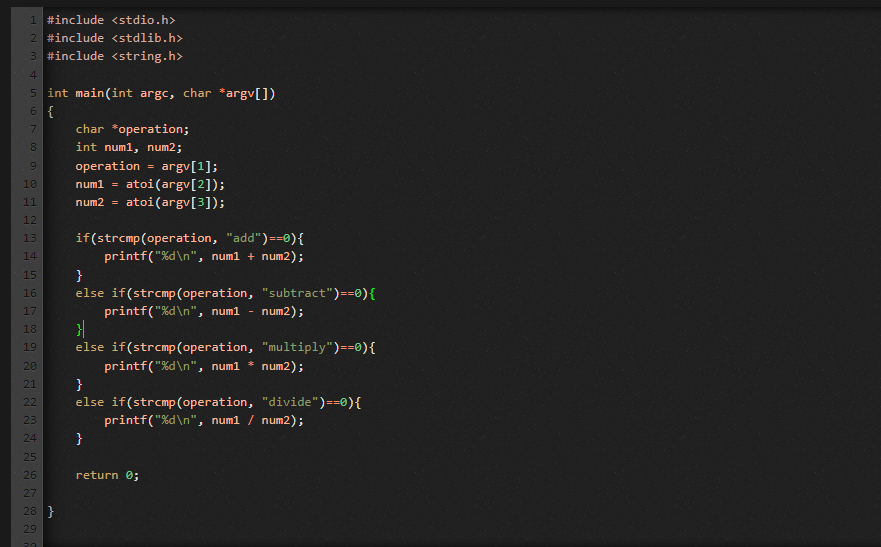 1 #include <stdio.h>
2 #include <stdlib.h>
3 #include <string.h>
4
5 int main(int argc, char *argv[])
6 {
7     char *operation;
8     int num1, num2;
9     operation = argv[1];
10     num1 = atoi(argv[2]);
11     num2 = atoi(argv[3]);
12
13     if(strcmp(operation, "add")==0){
14         printf("%d\n", num1 + num2);
15     }
16     else if(strcmp(operation, "subtract")==0){
17         printf("%d\n", num1 - num2);
18     }
19     else if(strcmp(operation, "multiply")==0){
20         printf("%d\n", num1 * num2);
21     }
22     else if(strcmp(operation, "divide")==0){
23         printf("%d\n", num1 / num2);
24     }
25
26     return 0;
27
28 }
29
30